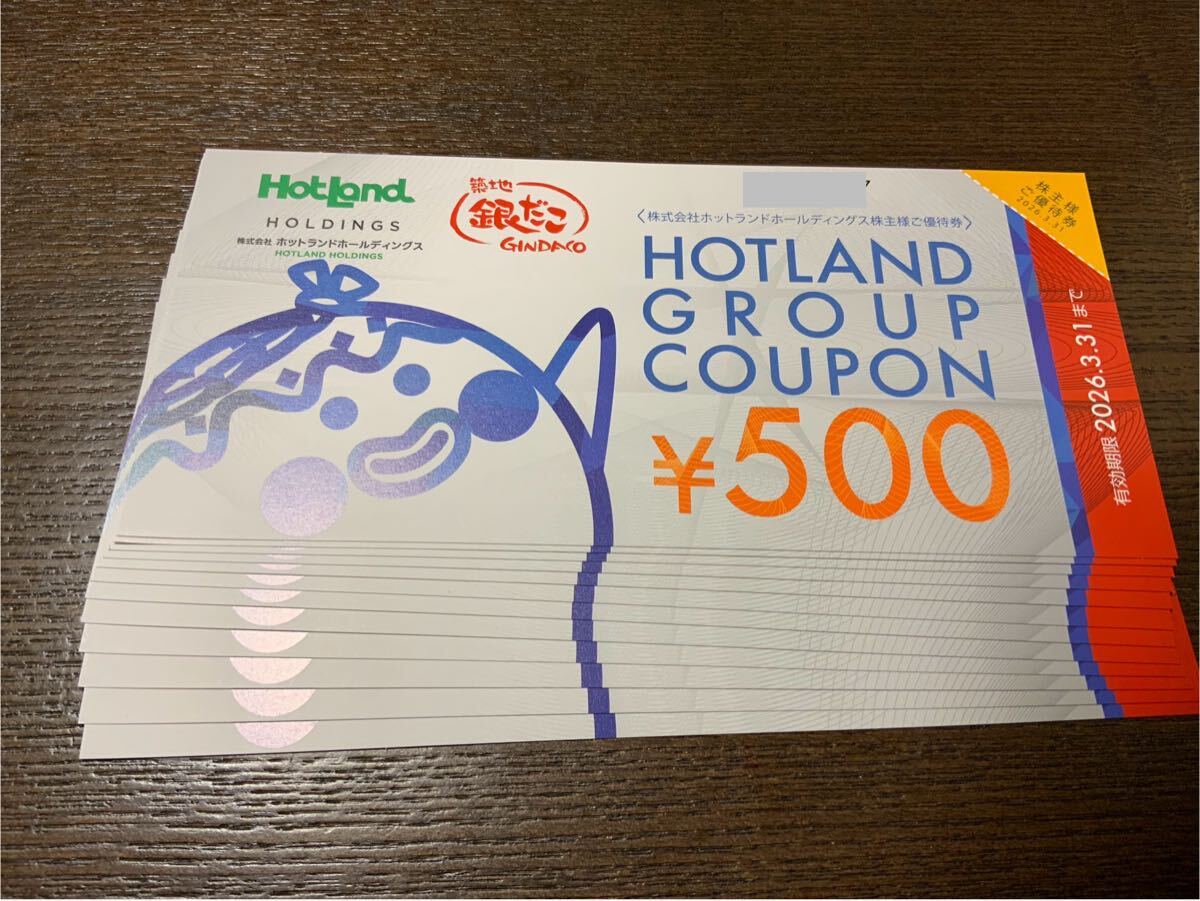 HotLand
HOLDINGS
株式会社 ホットランドホールディングス
HOTLAND HOLDINGS
築地
銀だこ
GINDACO
〈株式会社ホットランドホールディングス株主様ご優待券〉
HOTLAND
GROUP
COUPON
¥500
株主様
ご優待券
2026.3.31
有効期限 2026.3.31まで